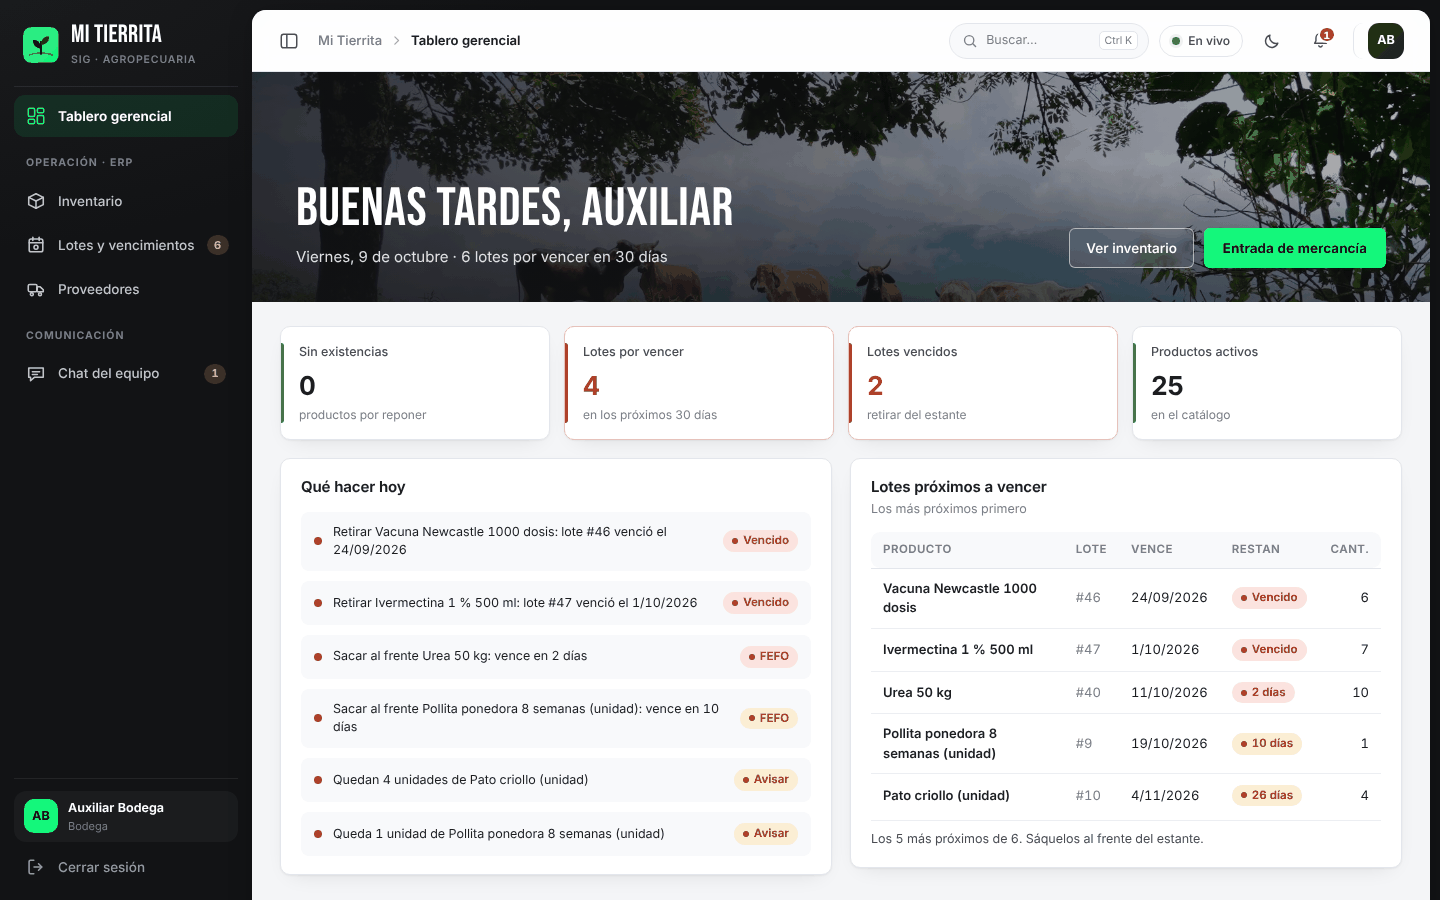 MI TIERRITA
SIG · AGROPECUARIA
Tablero gerencial
OPERACIÓN · ERP
Inventario
Lotes y vencimientos 6
Proveedores
COMUNICACIÓN
Chat del equipo 1
AB Auxiliar Bodega
Bodega
Cerrar sesión
Mi Tierrita > Tablero gerencial
Buscar... Ctrl K
En vivo
1
AB
BUENAS TARDES, AUXILIAR
Viernes, 9 de octubre · 6 lotes por vencer en 30 días
Ver inventario
Entrada de mercancía
Sin existencias
0
productos por reponer
Lotes por vencer
4
en los próximos 30 días
Lotes vencidos
2
retirar del estante
Productos activos
25
en el catálogo
Qué hacer hoy
Retirar Vacuna Newcastle 1000 dosis: lote #46 venció el
24/09/2026
Vencido
Retirar Ivermectina 1 % 500 ml: lote #47 venció el 1/10/2026 Vencido
Sacar al frente Urea 50 kg: vence en 2 días FEFO
Sacar al frente Pollita ponedora 8 semanas (unidad): vence en 10
días
FEFO
Quedan 4 unidades de Pato criollo (unidad) Avisar
Queda 1 unidad de Pollita ponedora 8 semanas (unidad) Avisar
Lotes próximos a vencer
Los más próximos primero
PRODUCTO LOTE VENCE RESTAN CANT.
Vacuna Newcastle 1000
dosis
#46 24/09/2026 Vencido 6
Ivermectina 1 % 500 ml #47 1/10/2026 Vencido 7
Urea 50 kg #40 11/10/2026 2 días 10
Pollita ponedora 8
semanas (unidad)
#9 19/10/2026 10 días 1
Pato criollo (unidad) #10 4/11/2026 26 días 4
Los 5 más próximos de 6. Sáquelos al frente del estante.